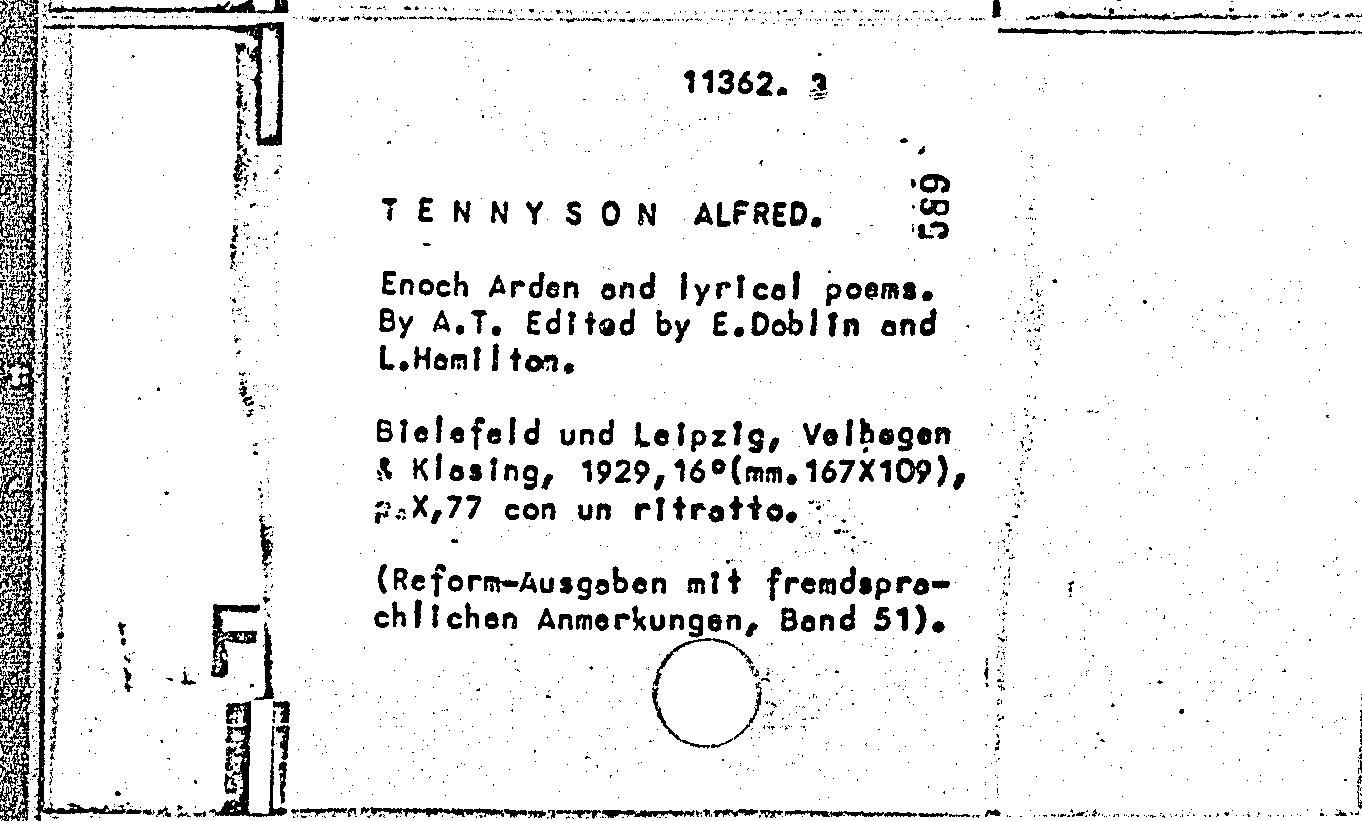 11362. 3
589
T E N N Y S O N ALFRED.
Enoch Arden and lyrical poems.
By A.T. Edited by E.Doblin and
L.Hamilton.
Bielefeld und Leipzig, Velhagen
& Klasing, 1929,16°(mm.167X109),
p.X,77 con un ritratto.
(Reform-Ausgaben mit fremdspra-
chlichen Anmerkungen, Band 51).